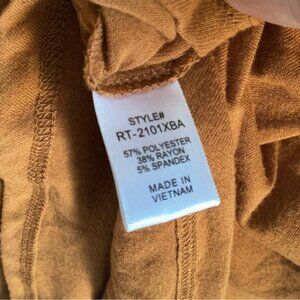 STYLE#
RT-2101XBA
57% POLYESTER
38% RAYON
5% SPANDEX
MADE IN
VIETNAM